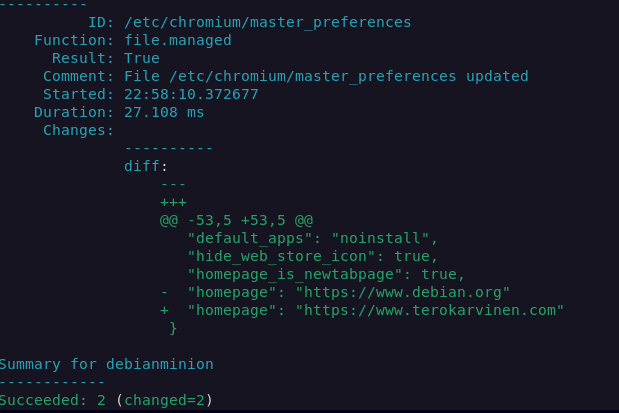 ----------
          ID: /etc/chromium/master_preferences
    Function: file.managed
      Result: True
     Comment: File /etc/chromium/master_preferences updated
     Started: 22:58:10.372677
    Duration: 27.108 ms
     Changes:
              ----------
              diff:
                  ---
                  +++
                  @@ -53,5 +53,5 @@
                     "default_apps": "noinstall",
                     "hide_web_store_icon": true,
                     "homepage_is_newtabpage": true,
                  -  "homepage": "https://www.debian.org"
                  +  "homepage": "https://www.terokarvinen.com"
                   }
Summary for debianminion
------------
Succeeded: 2 (changed=2)